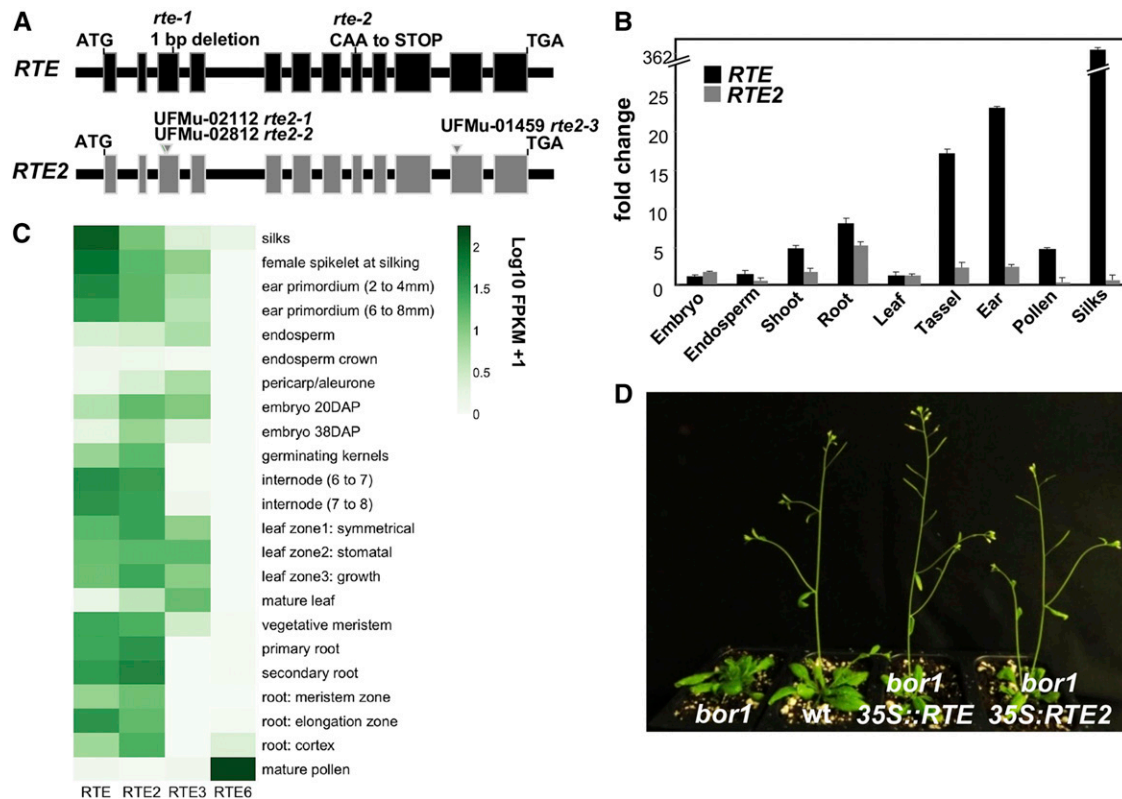 A
rte-1
1 bp deletion
rte-2
CAA to STOP
ATG
TGA
RTE
UFMu-02112 rte2-1
UFMu-02812 rte2-2
UFMu-01459 rte2-3
ATG
TGA
RTE2
B
fold change
362
25
20
15
10
5
0
RTE
RTE2
Embryo
Endosperm
Shoot
Root
Leaf
Tassel
Ear
Pollen
Silks
C
silks
female spikelet at silking
ear primordium (2 to 4mm)
ear primordium (6 to 8mm)
endosperm
endosperm crown
pericarp/aleurone
embryo 20DAP
embryo 38DAP
germinating kernels
internode (6 to 7)
internode (7 to 8)
leaf zone1: symmetrical
leaf zone2: stomatal
leaf zone3: growth
mature leaf
vegetative meristem
primary root
secondary root
root: meristem zone
root: elongation zone
root: cortex
mature pollen
RTE RTE2 RTE3 RTE6
2
1.5
1
0.5
0
Log10 FPKM +1
D
bor1
wt
bor1
35S::RTE
bor1
35S:RTE2